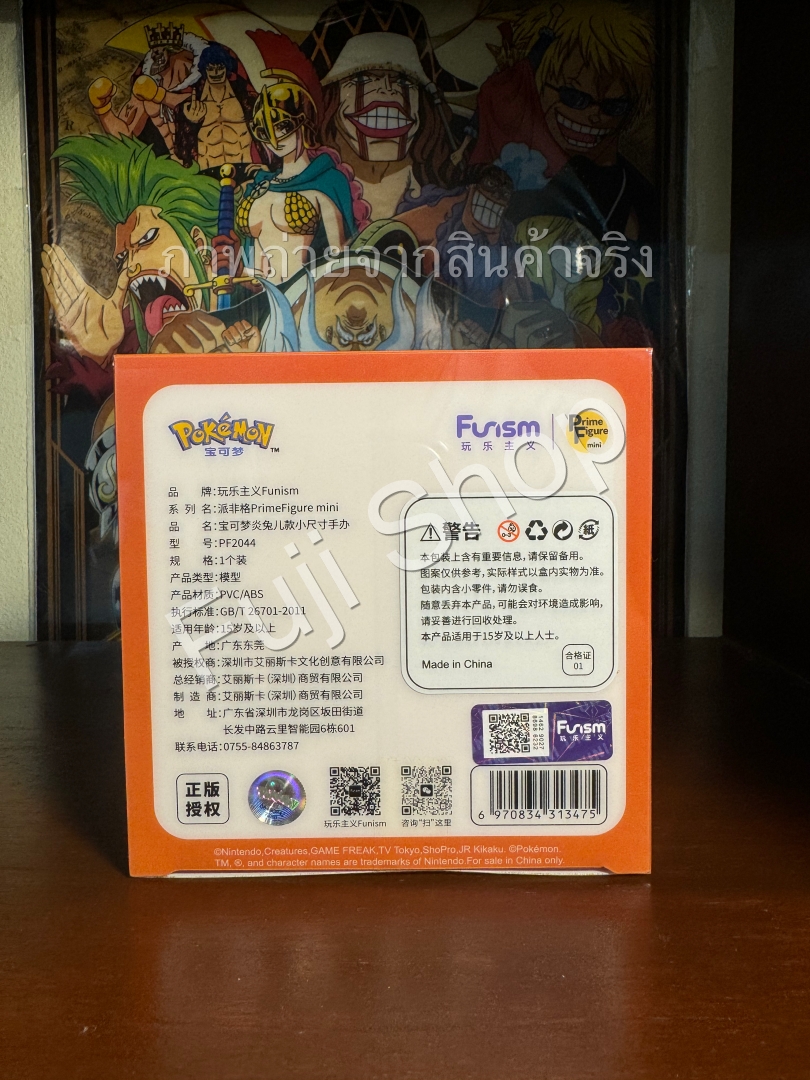 ภาพถ่ายจากสินค้าจริง
POKÉMON TM
宝可梦
Funism
玩乐主义
Prime Figure mini
Fuji Shop
品 牌:玩乐主义Funism
系 列 名:派非格PrimeFigure mini
品 名:宝可梦炎兔儿款小尺寸手办
型 号:PF2044
规 格:1个装
产品类型:模型
产品材质:PVC/ABS
执行标准:GB/T 26701-2011
适用年龄:15岁及以上
产 地:广东东莞
被授权商:深圳市艾丽斯卡文化创意有限公司
总经销商:艾丽斯卡(深圳)商贸有限公司
制 造 商:艾丽斯卡(深圳)商贸有限公司
地 址:广东省深圳市龙岗区坂田街道
长发中路云里智能园6栋601
联系电话:0755-84863787
警告
0-3
紙
本包装上含有重要信息,请保留备用。
图案仅供参考,实际样式以盒内实物为准。
包装内含小零件,请勿误食。
随意丢弃本产品,可能会对环境造成影响,
请妥善进行回收处理。
本产品适用于15岁及以上人士。
Made in China
合格证
01
Funism
玩乐主义
正版
授权
玩乐主义Funism
咨询"扫"这里
6 970834 313475
©Nintendo,Creatures,GAME FREAK,TV Tokyo,ShoPro,JR Kikaku. ©Pokémon.
TM, ®, and character names are trademarks of Nintendo.For sale in China only.